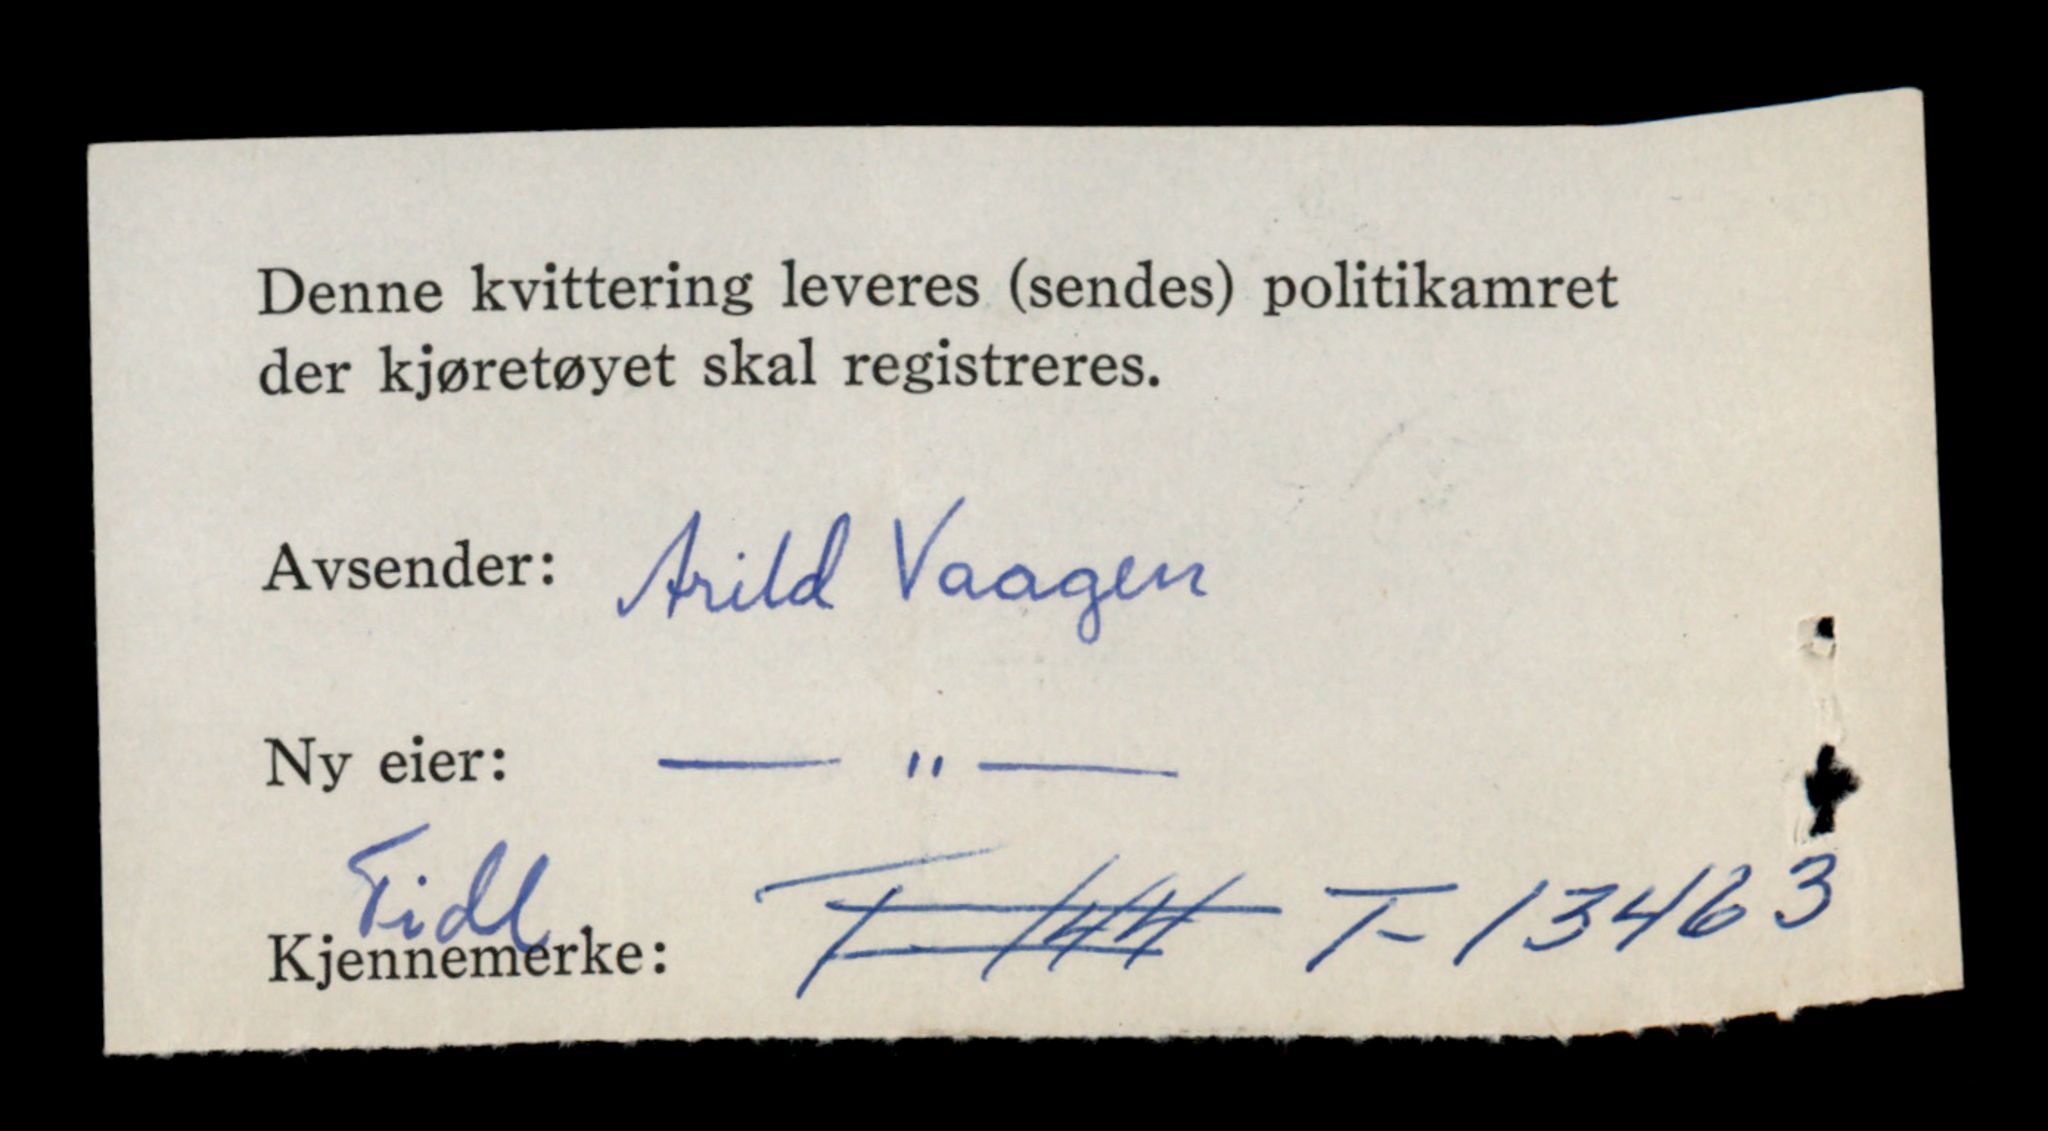 Denne kvittering leveres (sendes) politikamret
der kjøretøyet skal registreres.
Avsender: Arild Vaagen
Ny eier: — " —
Tidl
Kjennemerke: T-144 T-13463